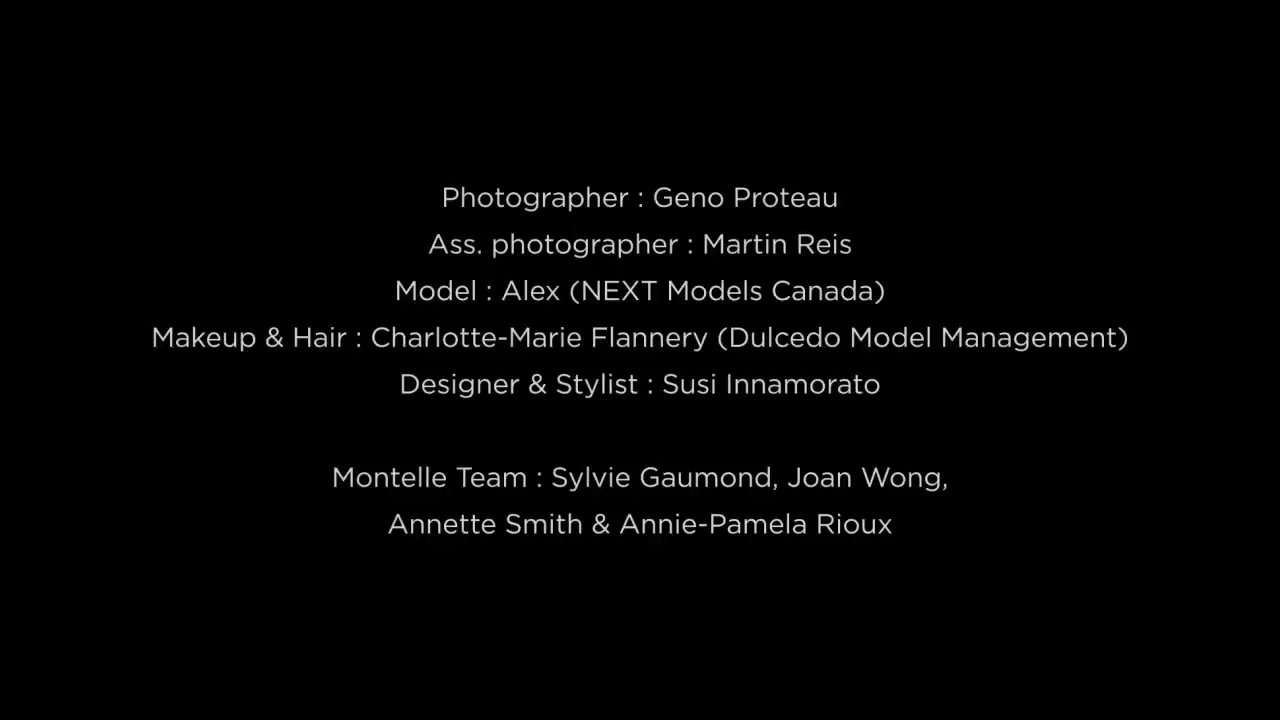 Photographer : Geno Proteau
Ass. photographer : Martin Reis
Model : Alex (NEXT Models Canada)
Makeup & Hair : Charlotte-Marie Flannery (Dulcedo Model Management)
Designer & Stylist : Susi Innamorato
Montelle Team : Sylvie Gaumond, Joan Wong,
Annette Smith & Annie-Pamela Rioux